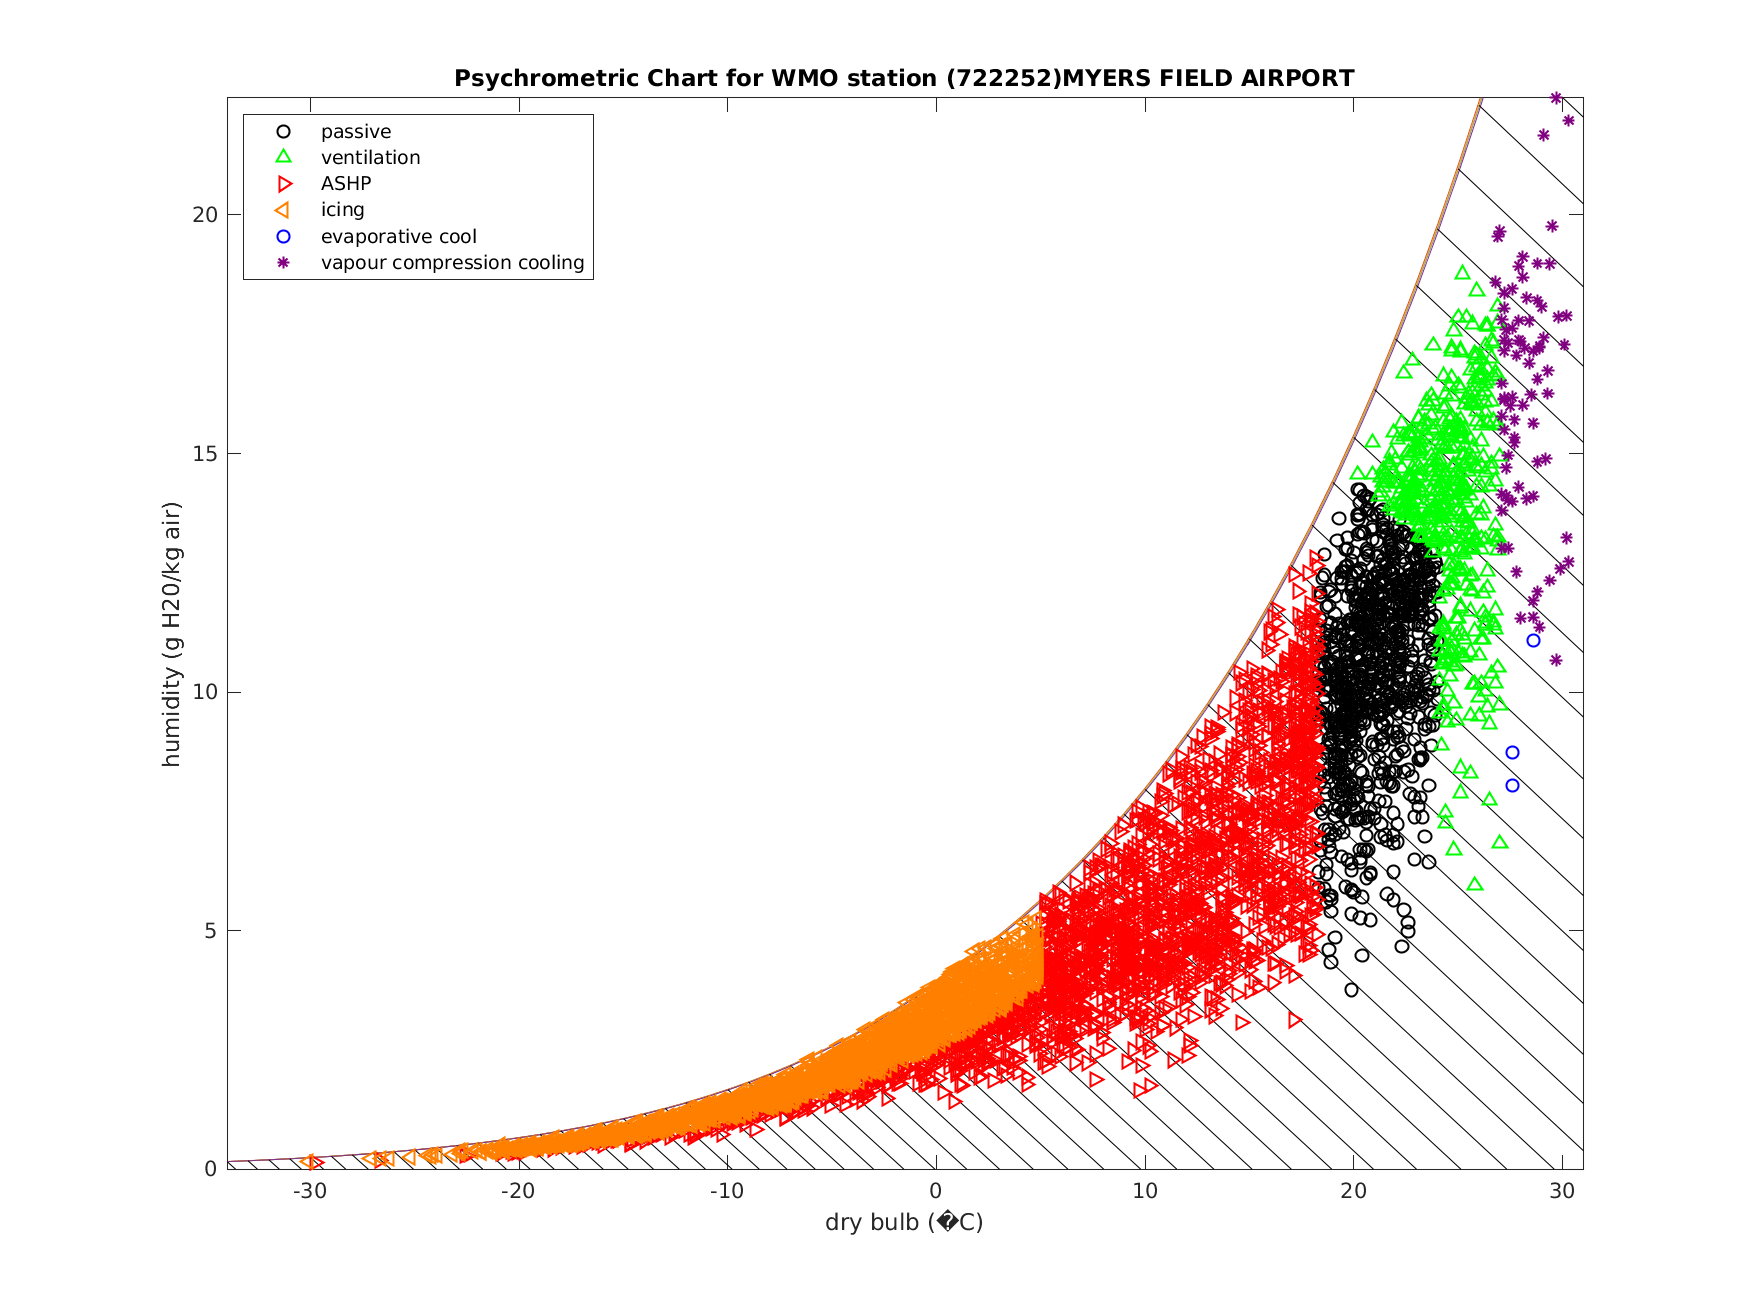 Psychrometric Chart for WMO station (722252)MYERS FIELD AIRPORT
passive
ventilation
ASHP
icing
evaporative cool
vapour compression cooling
humidity (g H20/kg air)
20
15
10
5
0
-30 -20 -10 0 10 20 30
dry bulb (�C)